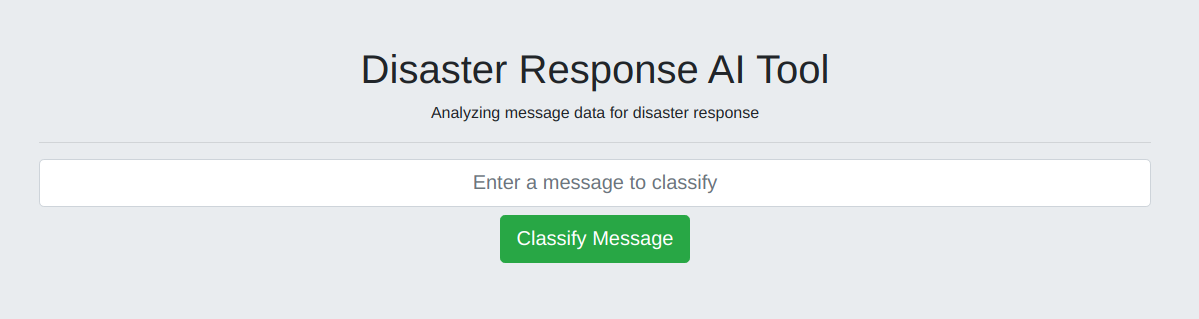 Disaster Response AI Tool
Analyzing message data for disaster response
Enter a message to classify
Classify Message